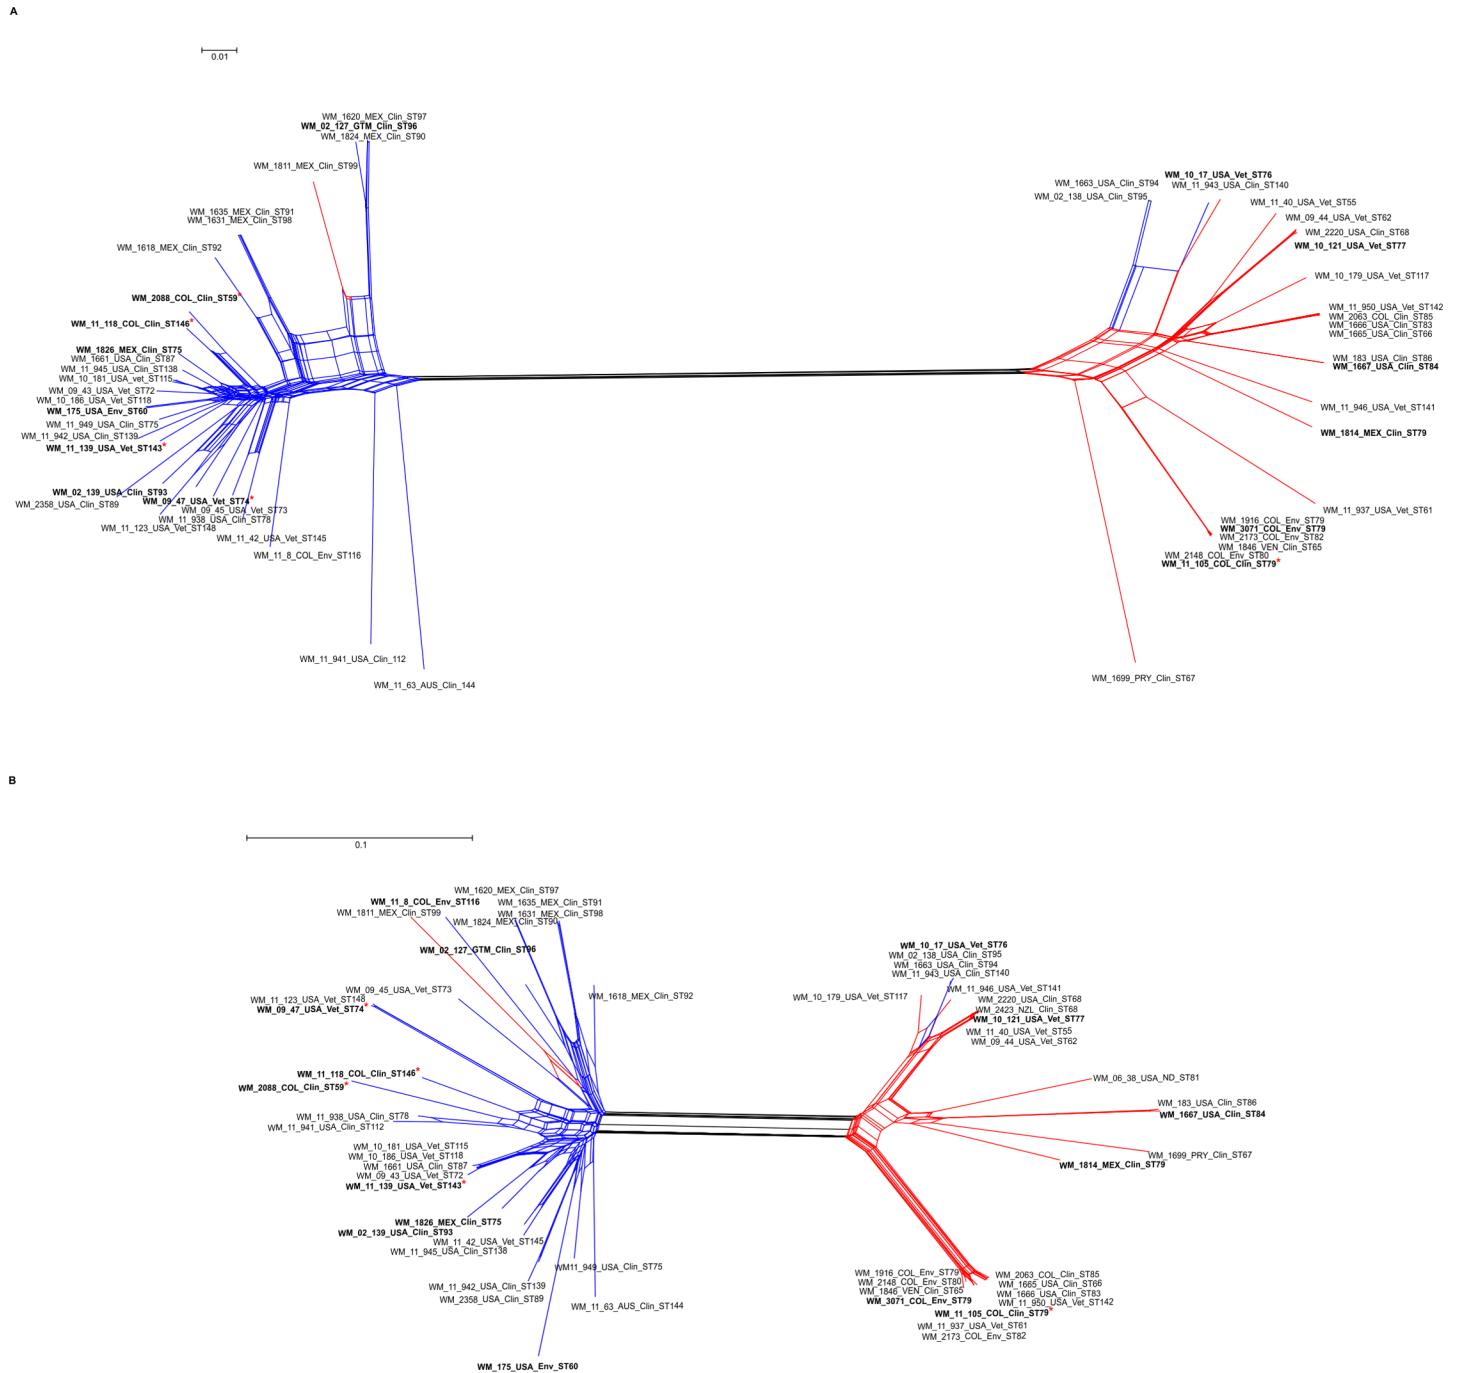 A
0.01
WM_1620_MEX_Clin_ST97
WM_02_127_GTM_Clin_ST96
WM_1824_MEX_Clin_ST90
WM_1811_MEX_Clin_ST99
WM_1635_MEX_Clin_ST91
WM_1631_MEX_Clin_ST98
WM_1618_MEX_Clin_ST92
WM_2088_COL_Clin_ST59*
WM_11_118_COL_Clin_ST146*
WM_1826_MEX_Clin_ST75
WM_1661_USA_Clin_ST87
WM_11_945_USA_Clin_ST138
WM_10_181_USA_vet_ST115
WM_09_43_USA_Vet_ST72
WM_10_186_USA_Vet_ST118
WM_175_USA_Env_ST60
WM_11_949_USA_Clin_ST75
WM_11_942_USA_Clin_ST139
WM_11_139_USA_Vet_ST143*
WM_02_139_USA_Clin_ST93
WM_2358_USA_Clin_ST89
WM_09_47_USA_Vet_ST74*
WM_09_45_USA_Vet_ST73
WM_11_938_USA_Clin_ST78
WM_11_123_USA_Vet_ST148
WM_11_42_USA_Vet_ST145
WM_11_8_COL_Env_ST116
WM_11_941_USA_Clin_112
WM_11_63_AUS_Clin_144
WM_10_17_USA_Vet_ST76
WM_1663_USA_Clin_ST94
WM_11_943_USA_Clin_ST140
WM_02_138_USA_Clin_ST95
WM_11_40_USA_Vet_ST55
WM_09_44_USA_Vet_ST62
WM_2220_USA_Clin_ST68
WM_10_121_USA_Vet_ST77
WM_10_179_USA_Vet_ST117
WM_11_950_USA_Vet_ST142
WM_2063_COL_Clin_ST85
WM_1666_USA_Clin_ST83
WM_1665_USA_Clin_ST66
WM_183_USA_Clin_ST86
WM_1667_USA_Clin_ST84
WM_11_946_USA_Vet_ST141
WM_1814_MEX_Clin_ST79
WM_11_937_USA_Vet_ST61
WM_1916_COL_Env_ST79
WM_3071_COL_Env_ST79
WM_2173_COL_Env_ST82
WM_1846_VEN_Clin_ST65
WM_2148_COL_Env_ST80
WM_11_105_COL_Clin_ST79*
WM_1699_PRY_Clin_ST67
B
0.1
WM_1620_MEX_Clin_ST97
WM_11_8_COL_Env_ST116
WM_1635_MEX_Clin_ST91
WM_1811_MEX_Clin_ST99
WM_1631_MEX_Clin_ST98
WM_1824_MEX_Clin_ST90
WM_02_127_GTM_Clin_ST96
WM_09_45_USA_Vet_ST73
WM_1618_MEX_Clin_ST92
WM_11_123_USA_Vet_ST148
WM_09_47_USA_Vet_ST74*
WM_11_118_COL_Clin_ST146*
WM_2088_COL_Clin_ST59*
WM_11_938_USA_Clin_ST78
WM_11_941_USA_Clin_ST112
WM_10_181_USA_Vet_ST115
WM_10_186_USA_Vet_ST118
WM_1661_USA_Clin_ST87
WM_09_43_USA_Vet_ST72
WM_11_139_USA_Vet_ST143*
WM_1826_MEX_Clin_ST75
WM_02_139_USA_Clin_ST93
WM_11_42_USA_Vet_ST145
WM_11_945_USA_Clin_ST138
WM11_949_USA_Clin_ST75
WM_11_942_USA_Clin_ST139
WM_2358_USA_Clin_ST89
WM_11_63_AUS_Clin_ST144
WM_175_USA_Env_ST60
WM_10_17_USA_Vet_ST76
WM_02_138_USA_Clin_ST95
WM_1663_USA_Clin_ST94
WM_11_943_USA_Clin_ST140
WM_10_179_USA_Vet_ST117
WM_11_946_USA_Vet_ST141
WM_2220_USA_Clin_ST68
WM_2423_NZL_Clin_ST68
WM_10_121_USA_Vet_ST77
WM_11_40_USA_Vet_ST55
WM_09_44_USA_Vet_ST62
WM_06_38_USA_ND_ST81
WM_183_USA_Clin_ST86
WM_1667_USA_Clin_ST84
WM_1699_PRY_Clin_ST67
WM_1814_MEX_Clin_ST79
WM_1916_COL_Env_ST79
WM_2148_COL_Env_ST80
WM_1846_VEN_Clin_ST65
WM_3071_COL_Env_ST79
WM_2063_COL_Clin_ST85
WM_1665_USA_Clin_ST66
WM_1666_USA_Clin_ST83
WM_11_950_USA_Vet_ST142
WM_11_105_COL_Clin_ST79*
WM_11_937_USA_Vet_ST61
WM_2173_COL_Env_ST82